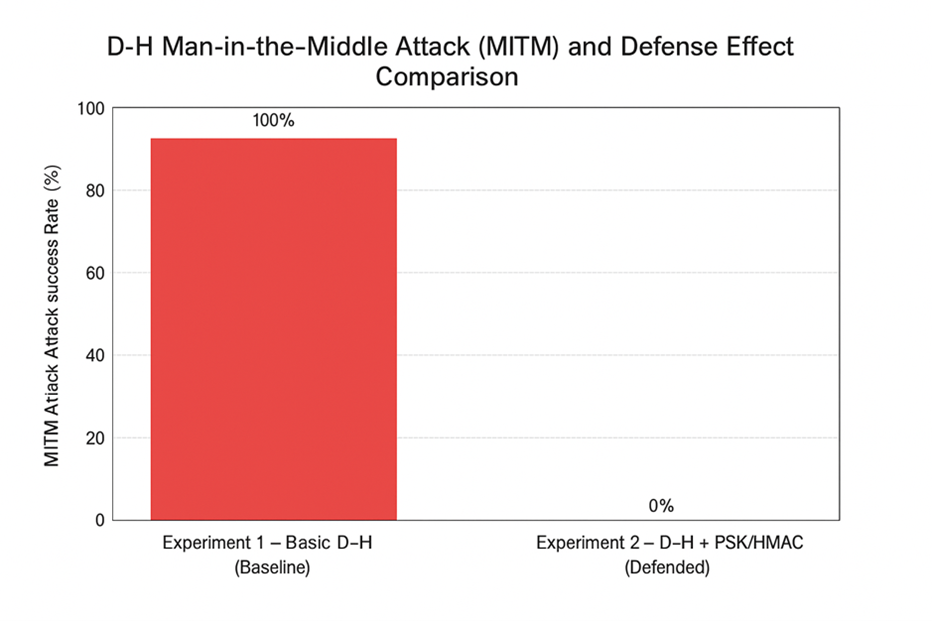 D-H Man-in-the-Middle Attack (MITM) and Defense Effect
Comparison
MITM Atiack Attack success Rate (%)
100
80
60
40
20
0
100%
0%
Experiment 1 – Basic D-H
(Baseline)
Experiment 2 – D-H + PSK/HMAC
(Defended)